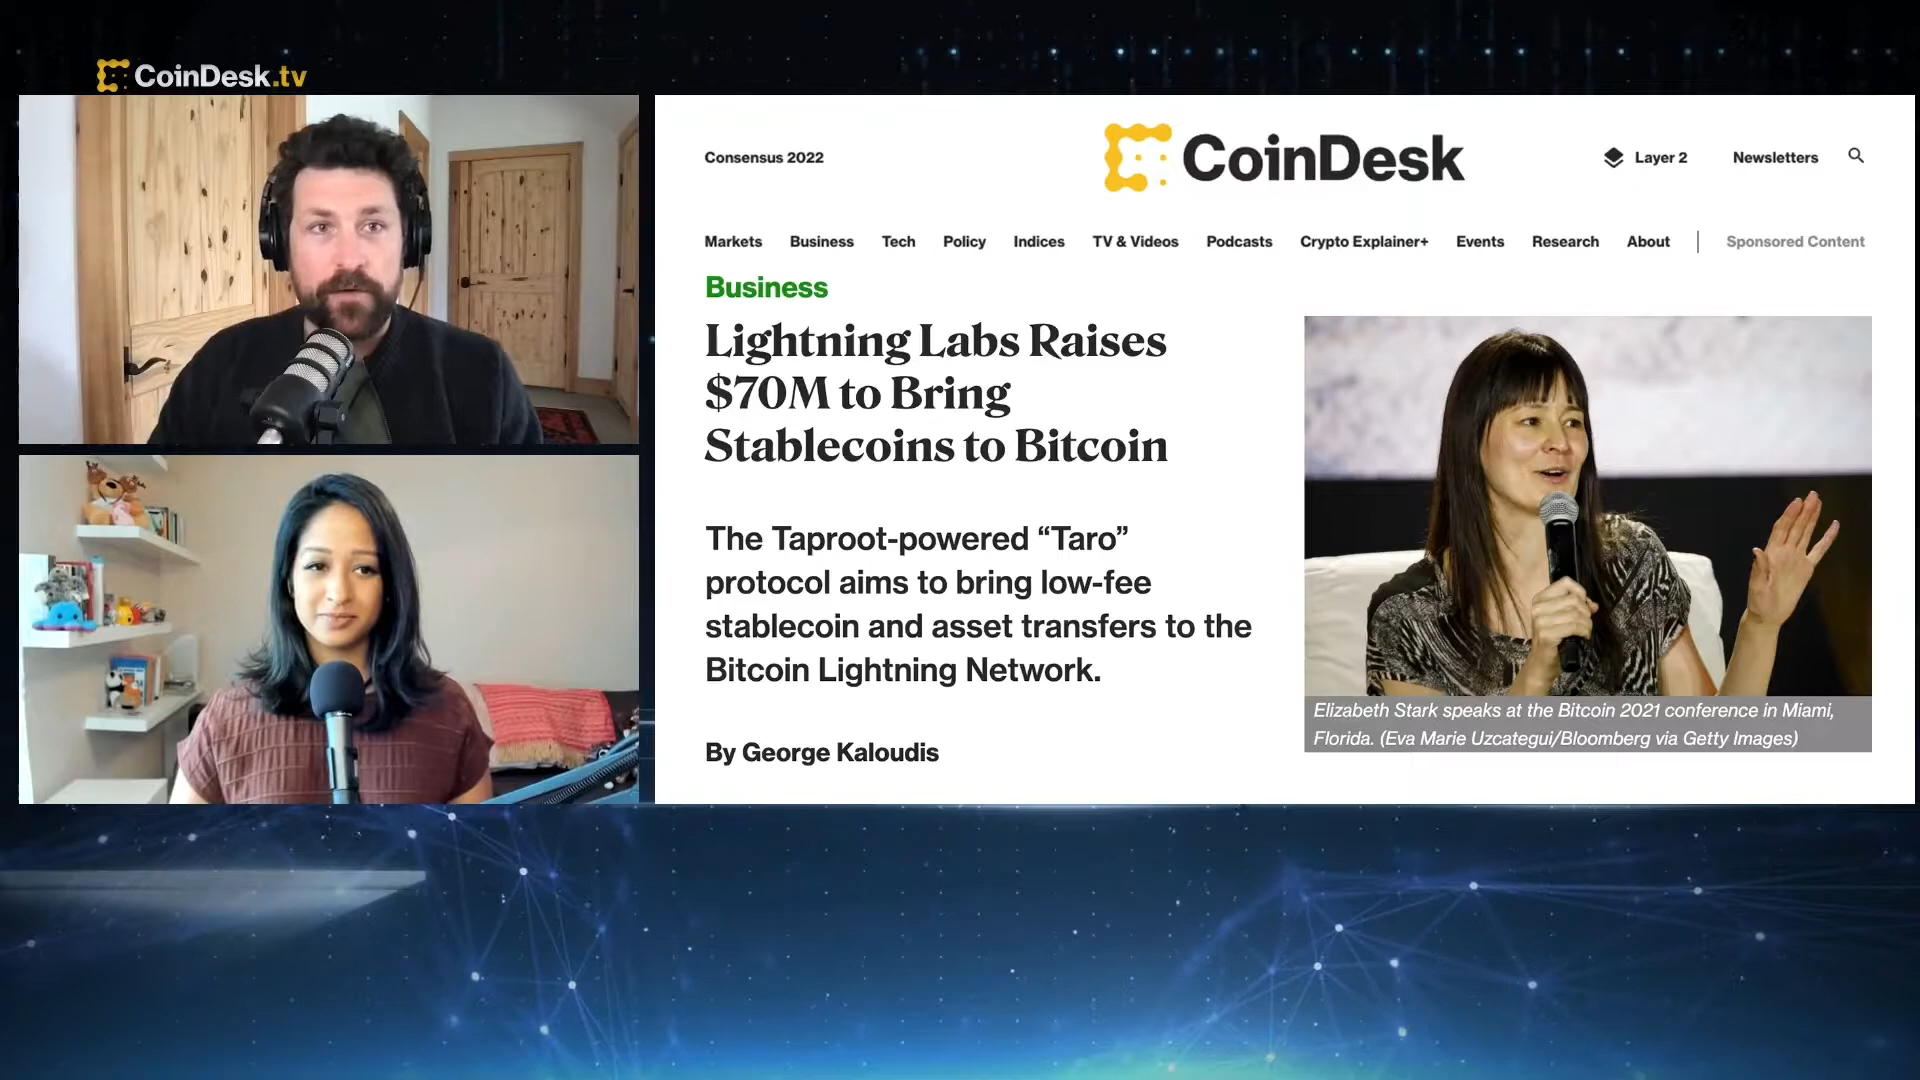 CoinDesk.tv
Consensus 2022
CoinDesk
Layer 2
Newsletters
Markets Business Tech Policy Indices TV & Videos Podcasts Crypto Explainer+ Events Research About Sponsored Content
Business
Lightning Labs Raises
$70M to Bring
Stablecoins to Bitcoin
The Taproot-powered “Taro”
protocol aims to bring low-fee
stablecoin and asset transfers to the
Bitcoin Lightning Network.
By George Kaloudis
Elizabeth Stark speaks at the Bitcoin 2021 conference in Miami,
Florida. (Eva Marie Uzcategui/Bloomberg via Getty Images)